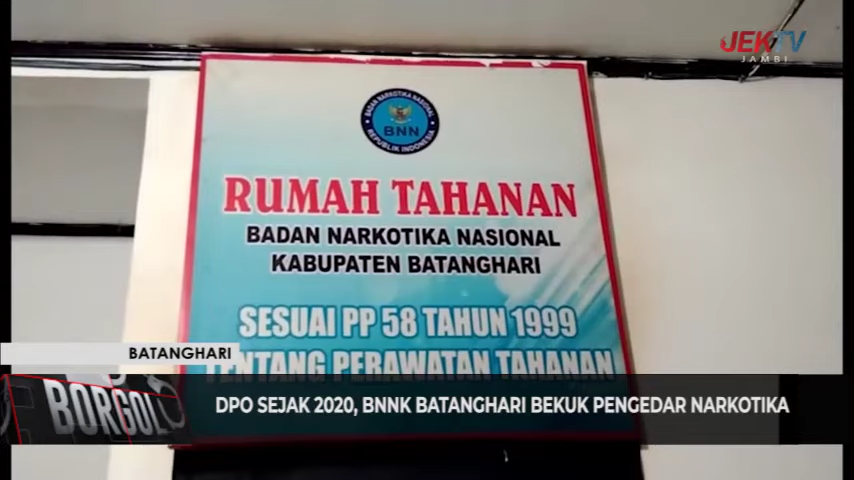 JEKTV
JAMBI
BADAN NARKOTIKA NASIONAL
BNN
REPUBLIK INDONESIA
RUMAH TAHANAN
BADAN NARKOTIKA NASIONAL
KABUPATEN BATANGHARI
SESUAI PP 58 TAHUN 1999
TENTANG PERAWATAN TAHANAN
BATANGHARI
BORGOL
DPO SEJAK 2020, BNNK BATANGHARI BEKUK PENGEDAR NARKOTIKA